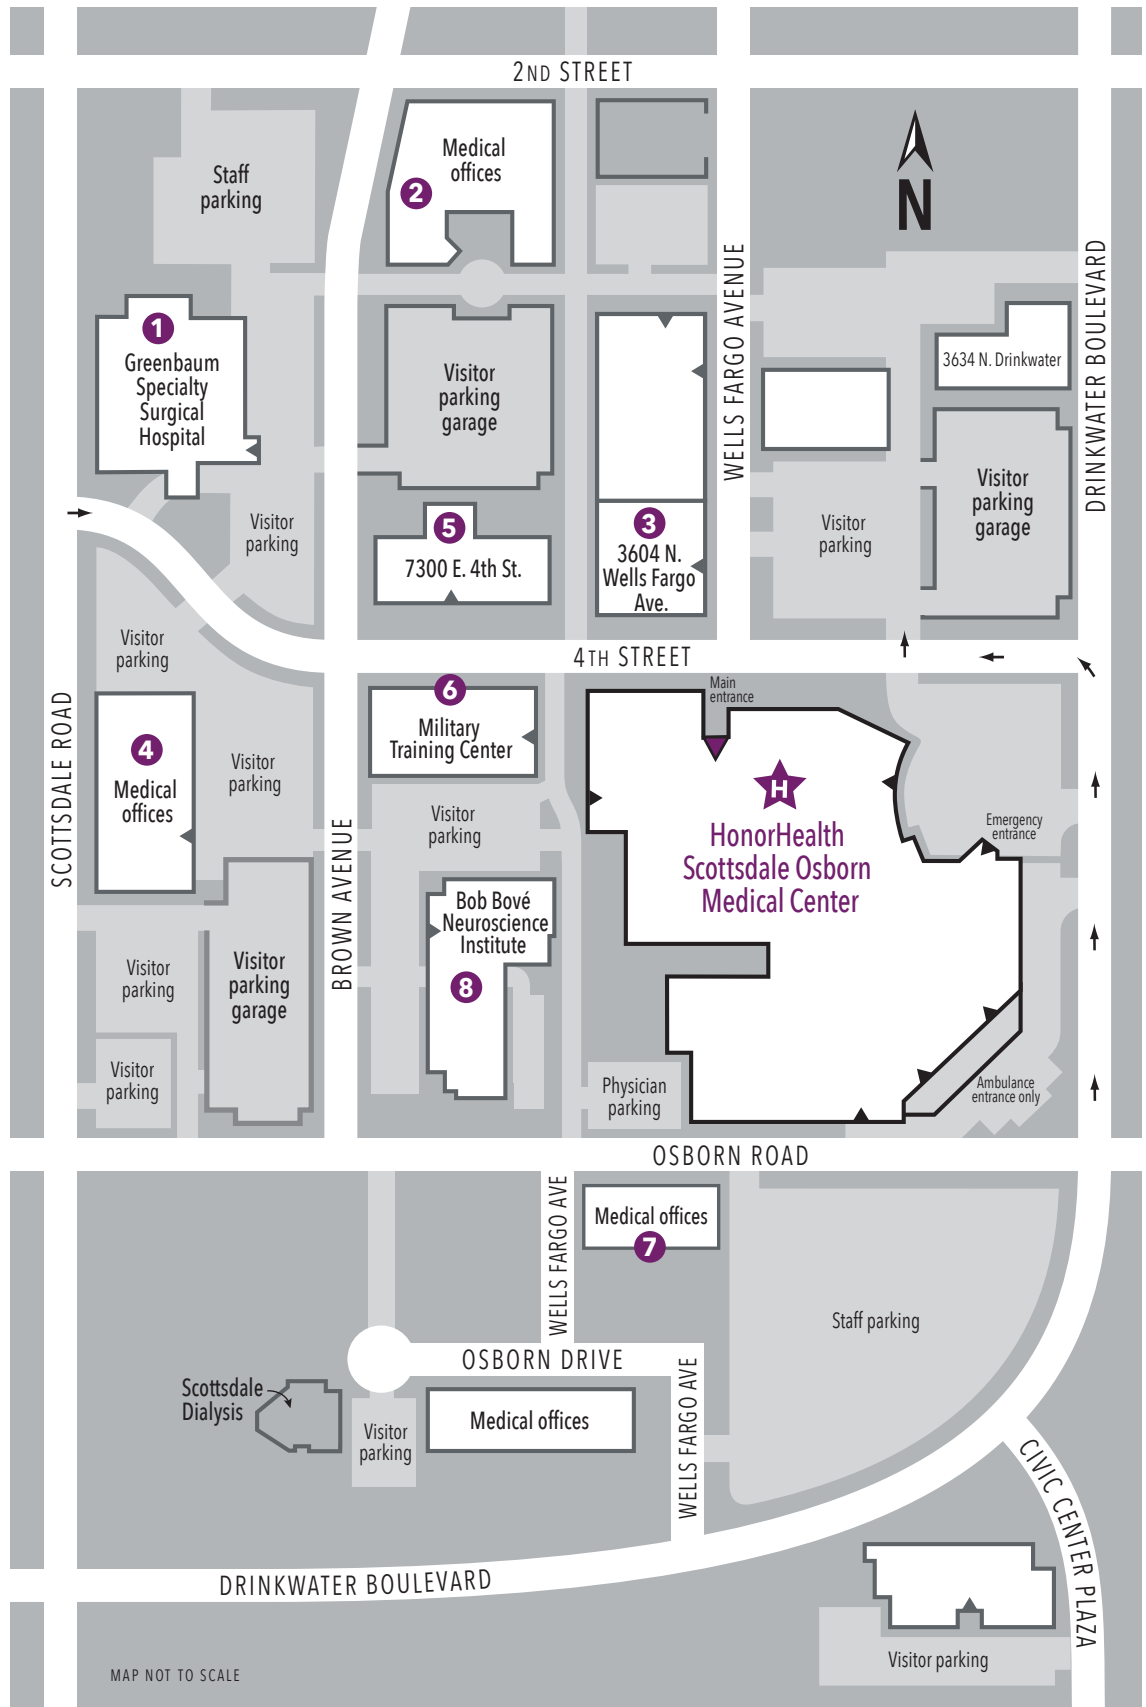 2ND STREET
Medical
offices
2
Staff
parking
N
WELLS FARGO AVENUE
DRINKWATER BOULEVARD
1
Greenbaum
Specialty
Surgical
Hospital
Visitor
parking
garage
3634 N. Drinkwater
Visitor
parking
garage
Visitor
parking
5
7300 E. 4th St.
3
3604 N.
Wells Fargo
Ave.
Visitor
parking
Visitor
parking
4TH STREET
SCOTTSDALE ROAD
4
Medical
offices
Visitor
parking
6
Military
Training Center
Main
entrance
H
HonorHealth
Scottsdale Osborn
Medical Center
Emergency
entrance
Visitor
parking
BROWN AVENUE
Bob Bové
Neuroscience
Institute
8
Visitor
parking
Visitor
parking
garage
Visitor
parking
Physician
parking
Ambulance
entrance only
OSBORN ROAD
WELLS FARGO AVE
Medical offices
7
Staff parking
OSBORN DRIVE
WELLS FARGO AVE
Scottsdale
Dialysis
Visitor
parking
Medical offices
CIVIC CENTER PLAZA
DRINKWATER BOULEVARD
Visitor parking
MAP NOT TO SCALE